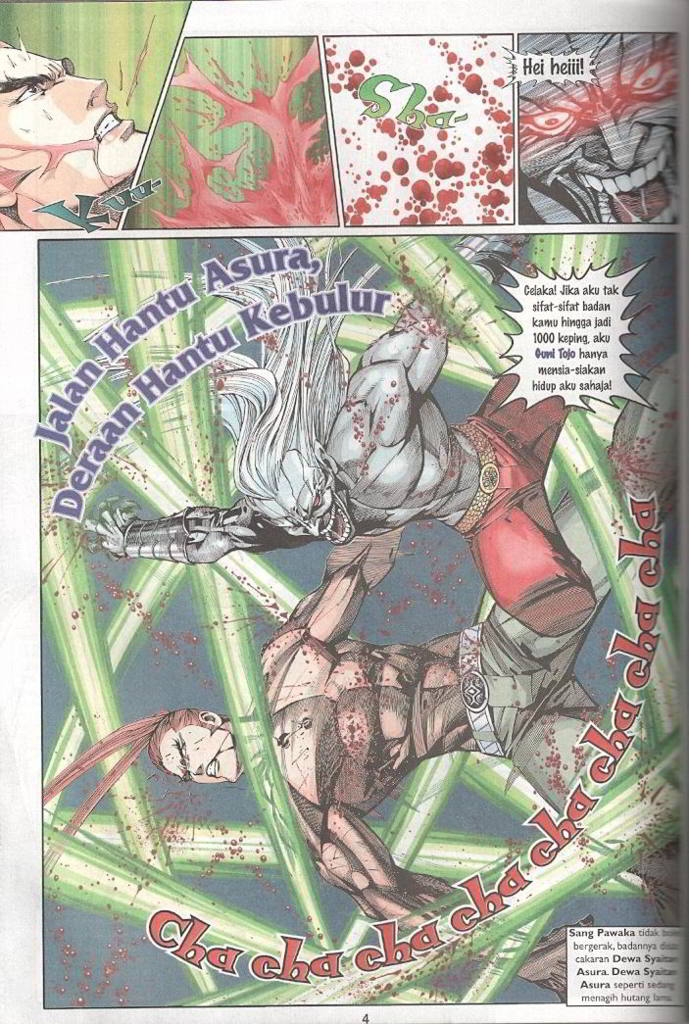 Kuu-
Sha-
Hei heiii!
Jalan Hantu Asura,
Deraan Hantu Kebulur
Celaka! Jika aku tak
sifat-sifat badan
kamu hingga jadi
1000 keping, aku
Guni Tojo hanya
mensia-siakan
hidup aku sahaja!
Cha cha cha cha cha cha cha cha cha cha
Sang Pawaka tidak
bergerak, badannya
cakaran Dewa Syaitan
Asura. Dewa Syaitan
Asura seperti sedang
menagih hutang lama.
4